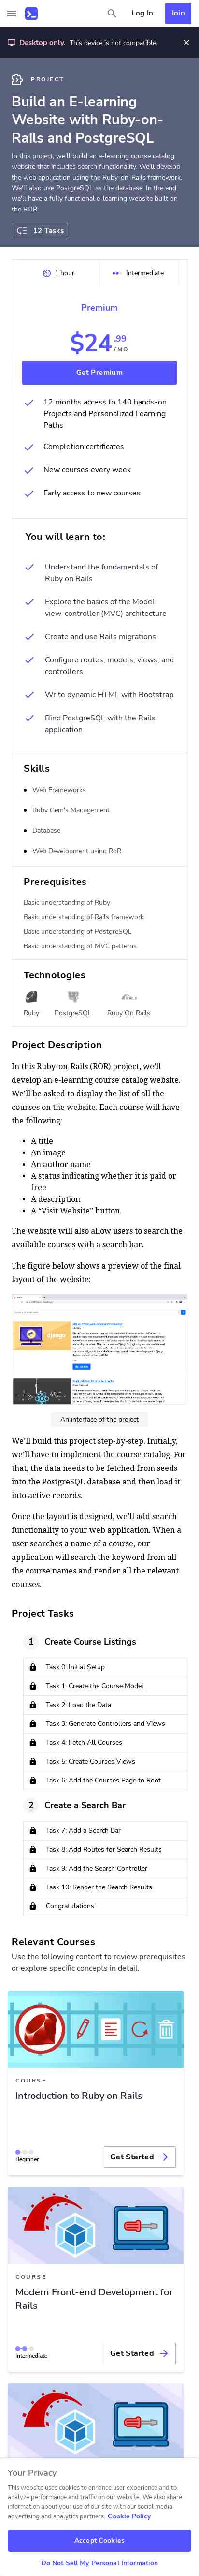 Log In
Join
Desktop only. This device is not compatible.
PROJECT
Build an E-learning
Website with Ruby-on-
Rails and PostgreSQL
In this project, we'll build an e-learning course catalog
website that includes search functionality. We'll develop
the web application using the Ruby-on-Rails framework.
We'll also use PostgreSQL as the database. In the end,
we'll have a fully functional e-learning website built on
the ROR.
12 Tasks
1 hour
Intermediate
Premium
$24.99
/MO
Get Premium
12 months access to 140 hands-on
Projects and Personalized Learning
Paths
Completion certificates
New courses every week
Early access to new courses
You will learn to:
Understand the fundamentals of
Ruby on Rails
Explore the basics of the Model-
view-controller (MVC) architecture
Create and use Rails migrations
Configure routes, models, views, and
controllers
Write dynamic HTML with Bootstrap
Bind PostgreSQL with the Rails
application
Skills
Web Frameworks
Ruby Gem's Management
Database
Web Development using RoR
Prerequisites
Basic understanding of Ruby
Basic understanding of Rails framework
Basic understanding of PostgreSQL
Basic understanding of MVC patterns
Technologies
Ruby
PostgreSQL
Ruby On Rails
Project Description
In this Ruby-on-Rails (ROR) project, we'll
develop an e-learning course catalog website.
We'll be asked to display the list of all the
courses on the website. Each course will have
the following:
A title
An image
An author name
A status indicating whether it is paid or
free
A description
A "Visit Website" button.
The website will also allow users to search the
available courses with a search bar.
The figure below shows a preview of the final
layout of the website:
django
An interface of the project
We'll build this project step-by-step. Initially,
we'll have to implement the course catalog. For
that, the data needs to be fetched and stored
into the PostgreSQL database and then load it
into active records.
Once the layout is designed, we'll add search
functionality to your web application. When a
user searches a name of a course, our
application will search the keyword from all
the course names and render all the relevant
courses.
Project Tasks
1
Create Course Listings
Task 0: Initial Setup
Task 1: Create the Course Model
Task 2: Load the Data
Task 3: Generate Controllers and Views
Task 4: Fetch All Courses
Task 5: Create Courses Views
Task 6: Add the Courses Page to Root
2
Create a Search Bar
Task 7: Add a Search Bar
Task 8: Add Routes for Search Results
Task 9: Add the Search Controller
Task 10: Render the Search Results
Congratulations!
Relevant Courses
Use the following content to review prerequisites
or explore specific concepts in detail.
COURSE
Introduction to Ruby on Rails
Beginner
Get Started
COURSE
Modern Front-end Development for
Rails
Intermediate
Get Started
Your Privacy
This website uses cookies to enhance user experience and to
analyze performance and traffic on our website. We also share
information about your use of our site with our social media,
advertising and analytics partners. Cookie Policy
Accept Cookies
Do Not Sell My Personal Information